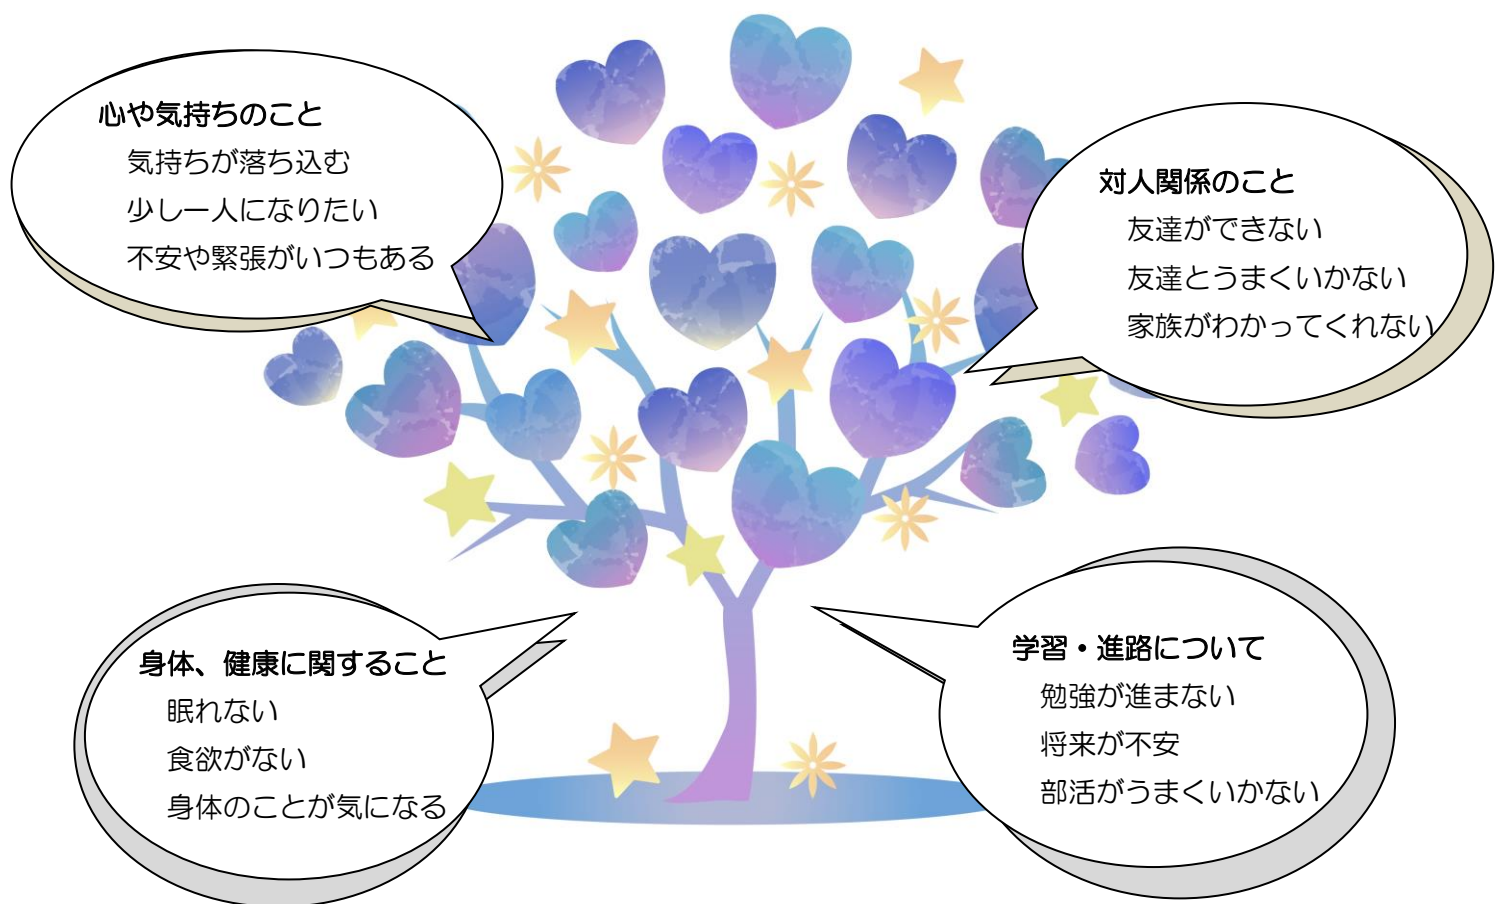 心や気持ちのこと
気持ちが落ち込む
少し一人になりたい
不安や緊張がいつもある
対人関係のこと
友達ができない
友達とうまくいかない
家族がわかってくれない
身体、健康に関すること
眠れない
食欲がない
身体のことが気になる
学習・進路について
勉強が進まない
将来が不安
部活がうまくいかない